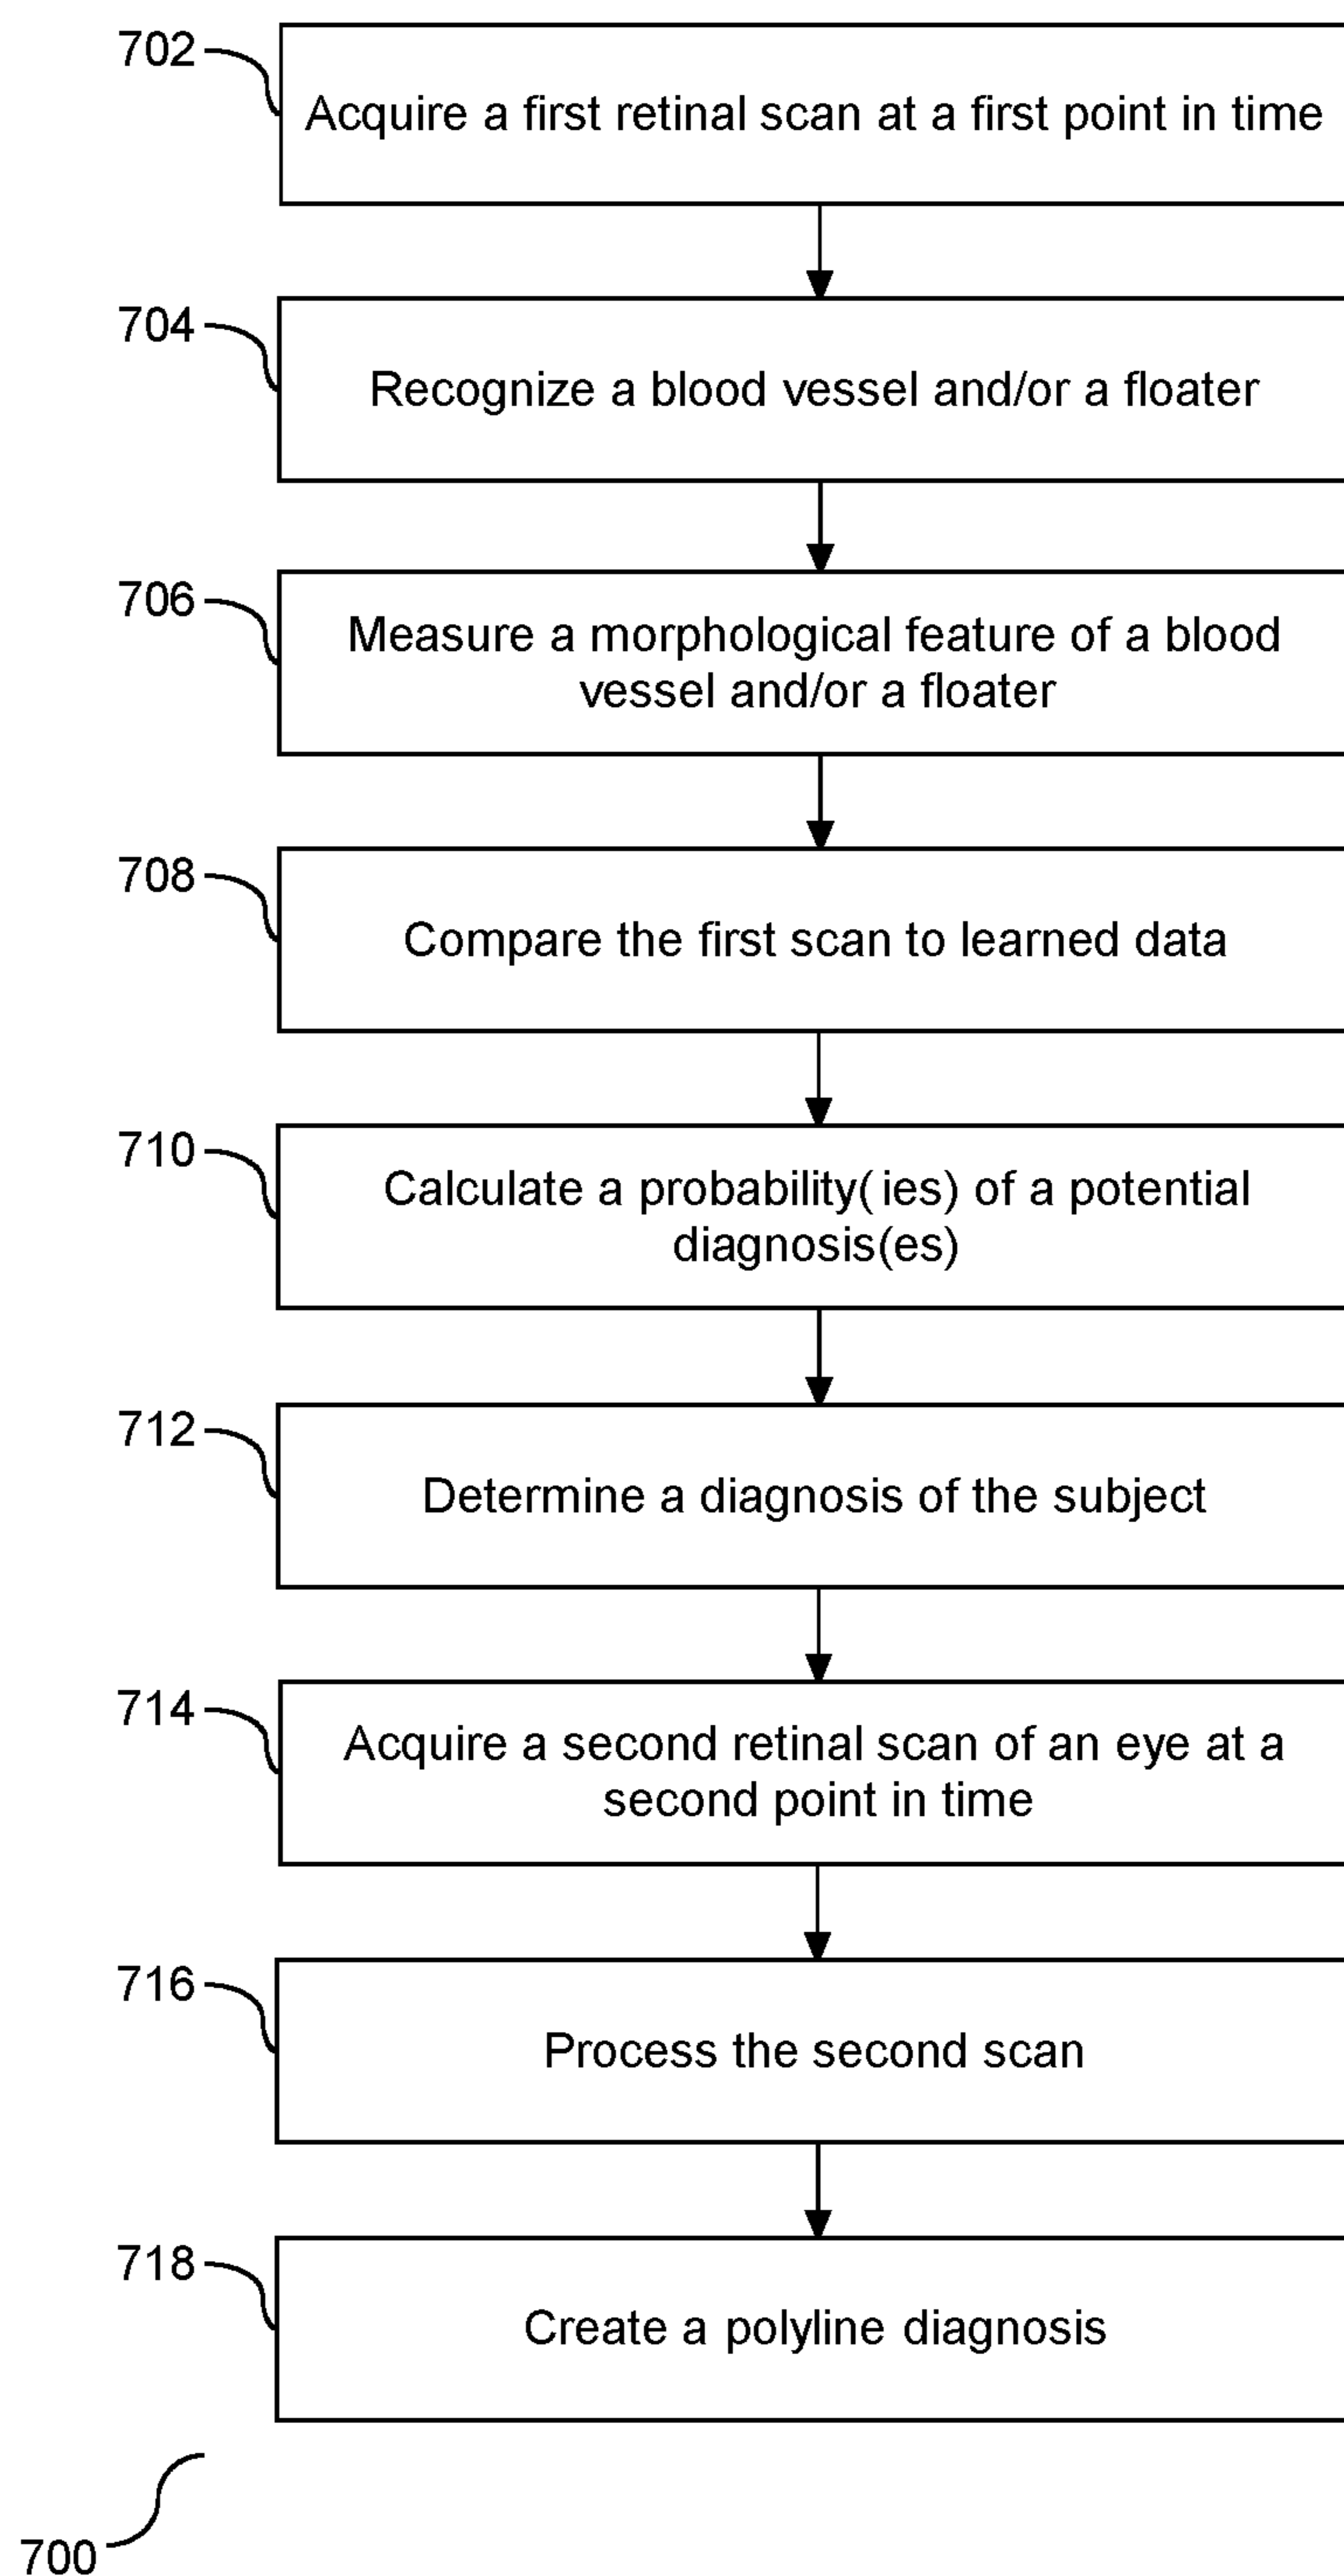 702
Acquire a first retinal scan at a first point in time
704
Recognize a blood vessel and/or a floater
706
Measure a morphological feature of a blood
vessel and/or a floater
708
Compare the first scan to learned data
710
Calculate a probability(ies) of a potential
diagnosis(es)
712
Determine a diagnosis of the subject
714
Acquire a second retinal scan of an eye at a
second point in time
716
Process the second scan
718
Create a polyline diagnosis
700